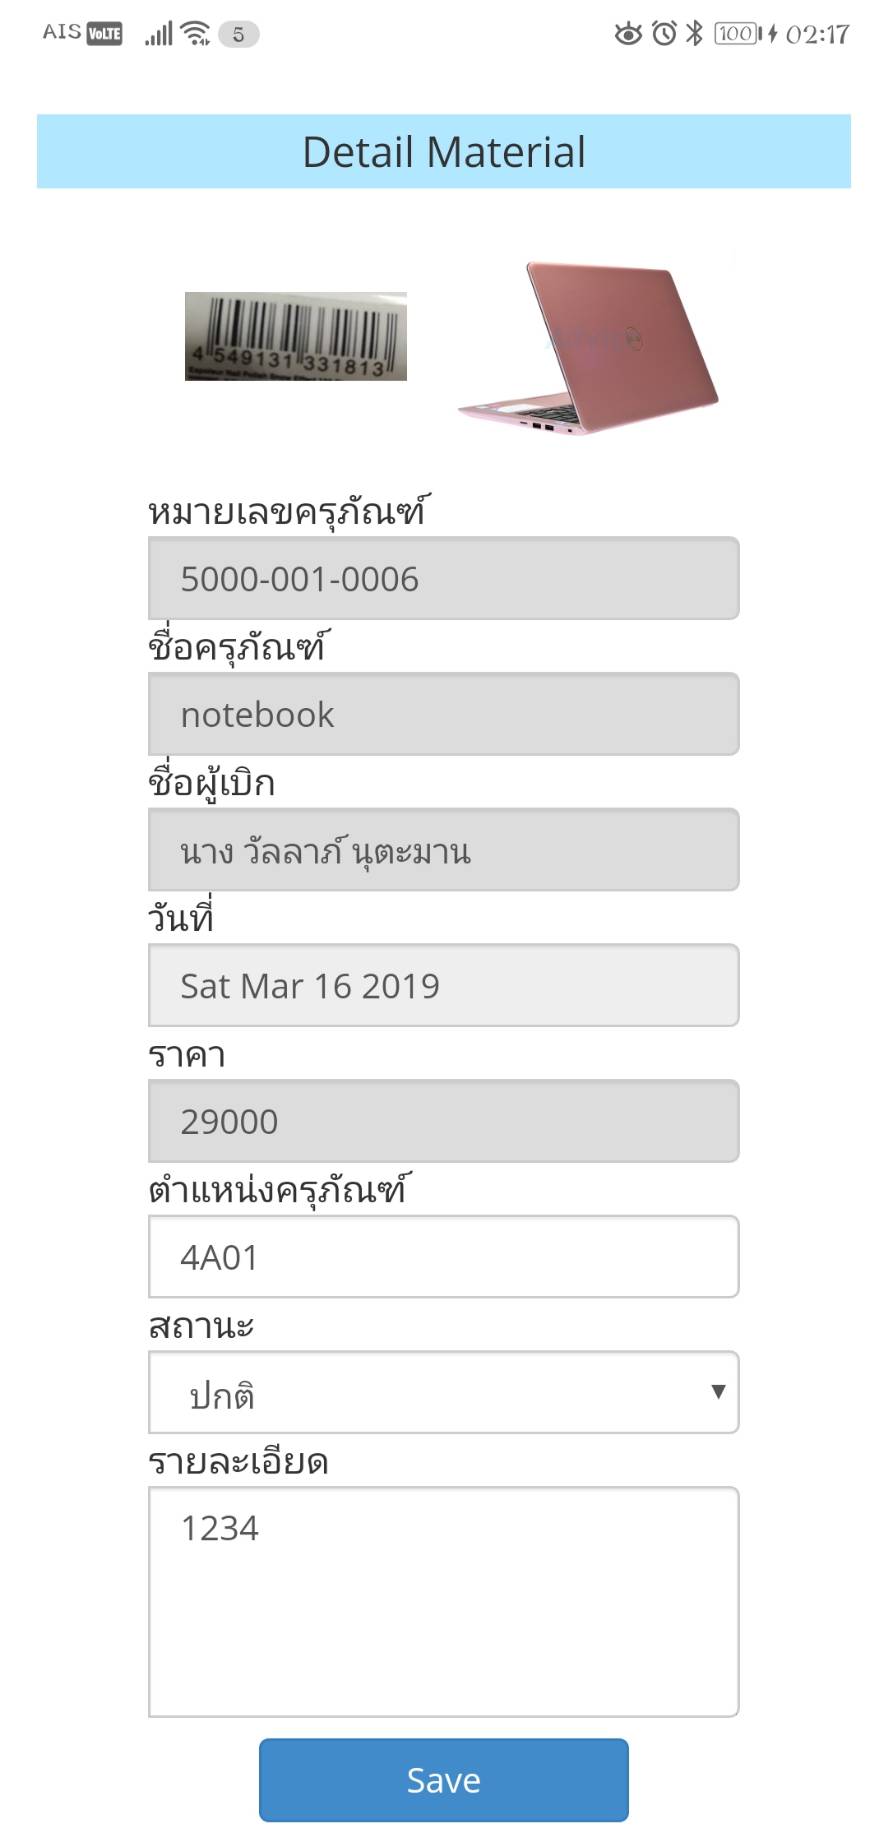 AIS VoLTE 5 100 02:17
Detail Material
4 549131 331813
หมายเลขครุภัณฑ์
5000-001-0006
ชื่อครุภัณฑ์
notebook
ชื่อผู้เบิก
นาง วัลลาภ์ นุตะมาน
วันที่
Sat Mar 16 2019
ราคา
29000
ตำแหน่งครุภัณฑ์
4A01
สถานะ
ปกติ
รายละเอียด
1234
Save